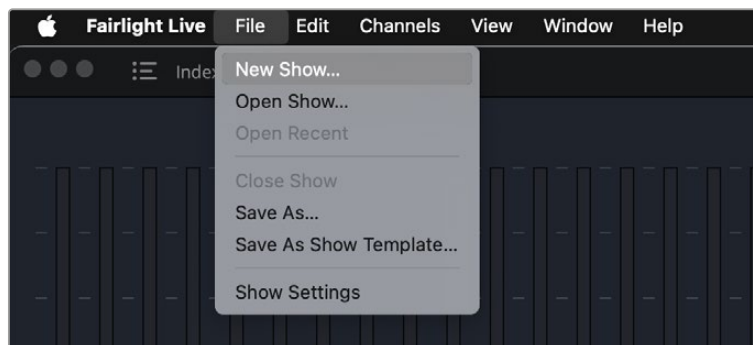 Fairlight Live File Edit Channels View Window Help
Index
New Show...
Open Show...
Open Recent
Close Show
Save As...
Save As Show Template...
Show Settings